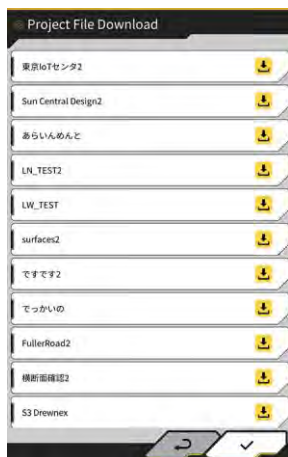 Project File Download
東京IoTセンタ2
Sun Central Design2
あらいんめんと
LN_TEST2
LW_TEST
surfaces2
ですです2
でっかいの
FullerRoad2
横断面確認2
S3 Drewnex